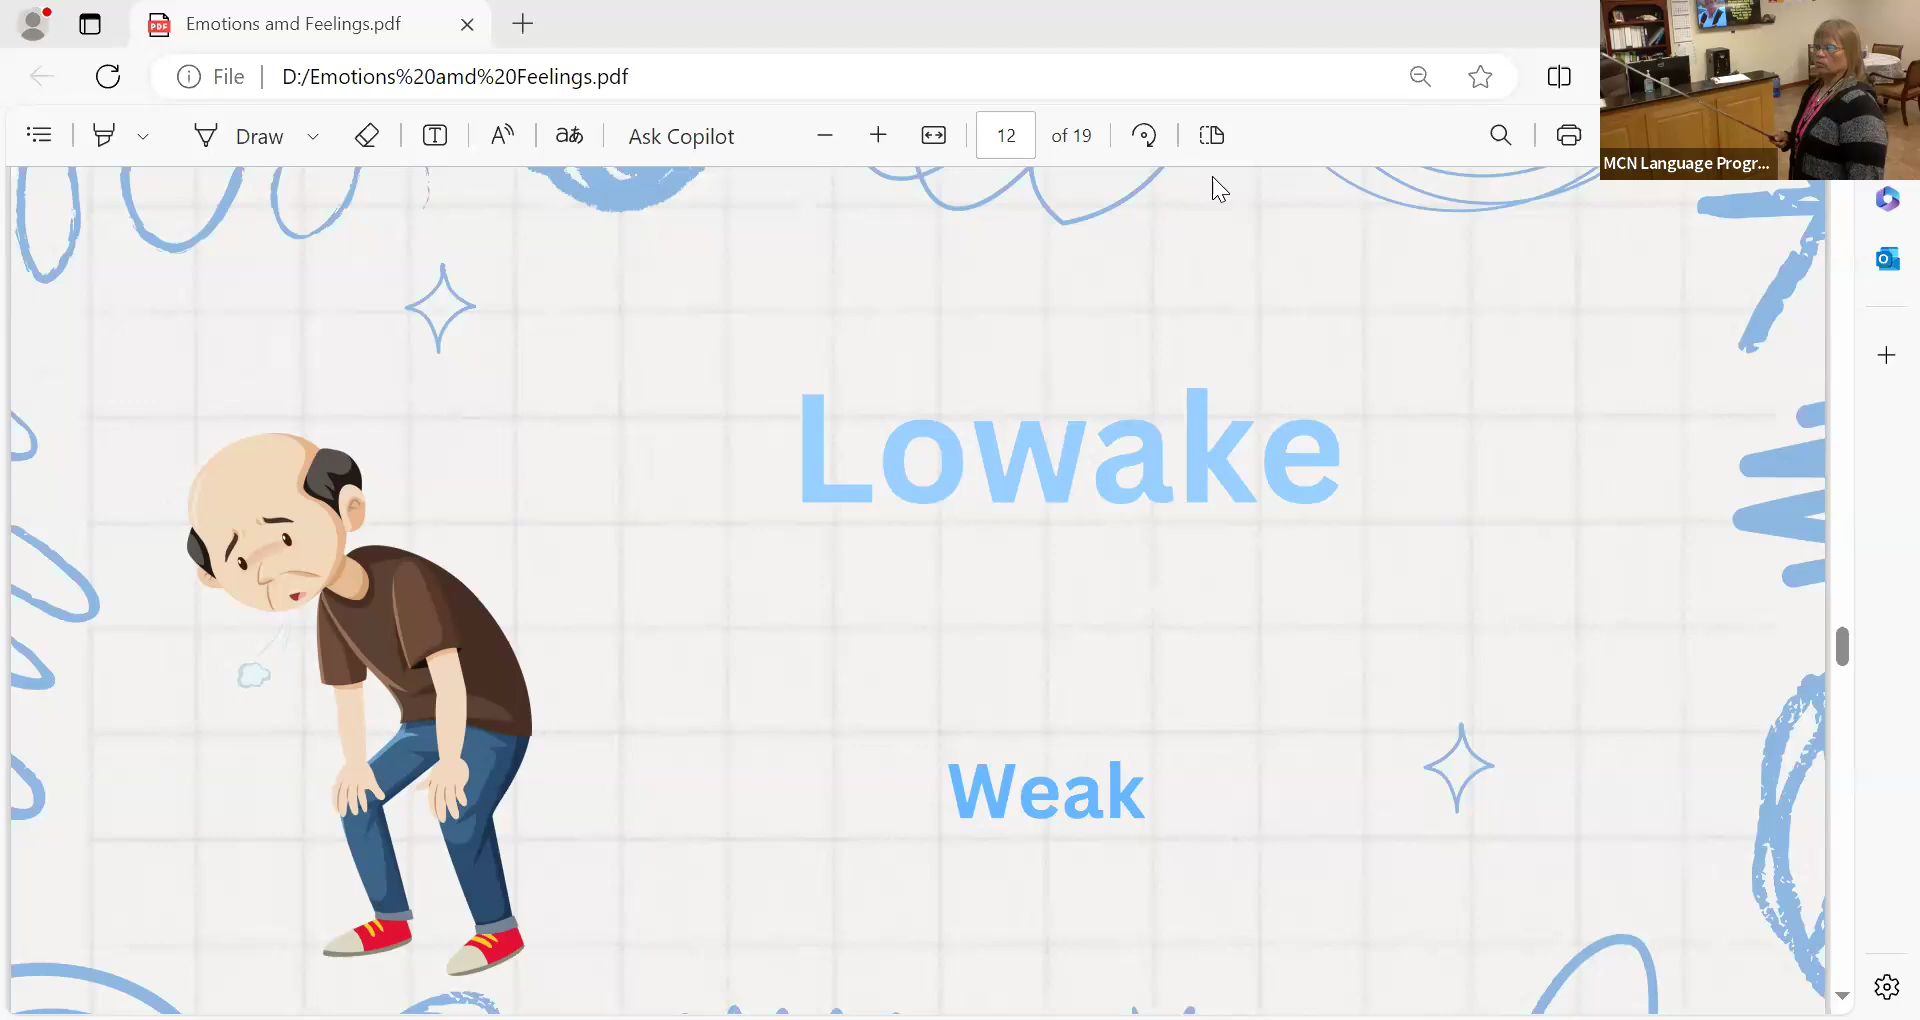 Emotions amd Feelings.pdf
File
D:/Emotions%20amd%20Feelings.pdf
Draw
Ask Copilot
12 of 19
MCN Language Progr...
Lowake
Weak